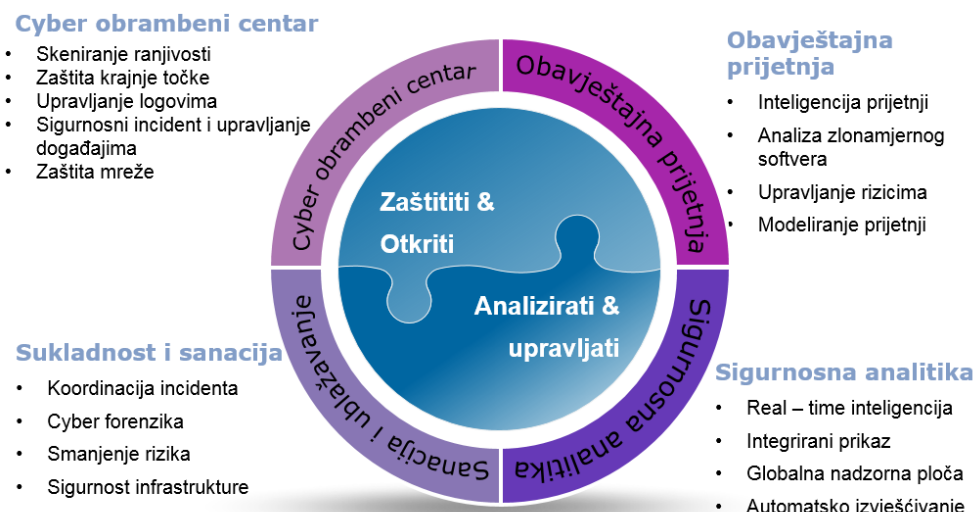 Cyber obrambeni centar
• Skeniranje ranjivosti
• Zaštita krajnje točke
• Upravljanje logovima
• Sigurnosni incident i upravljanje
događajima
• Zaštita mreže
Obavještajna
prijetnja
• Inteligencija prijetnji
• Analiza zlonamjernog
softvera
• Upravljanje rizicima
• Modeliranje prijetnji
Cyber obrambeni centar
Obavještajna prijetnja
Zaštititi &
Otkriti
Analizirati &
upravljati
Sanacija i ublažavanje
Sigurnosna analitika
Sukladnost i sanacija
• Koordinacija incidenta
• Cyber forenzika
• Smanjenje rizika
• Sigurnost infrastrukture
Sigurnosna analitika
• Real – time inteligencija
• Integrirani prikaz
• Globalna nadzorna ploča
• Automatsko izvješćivanje